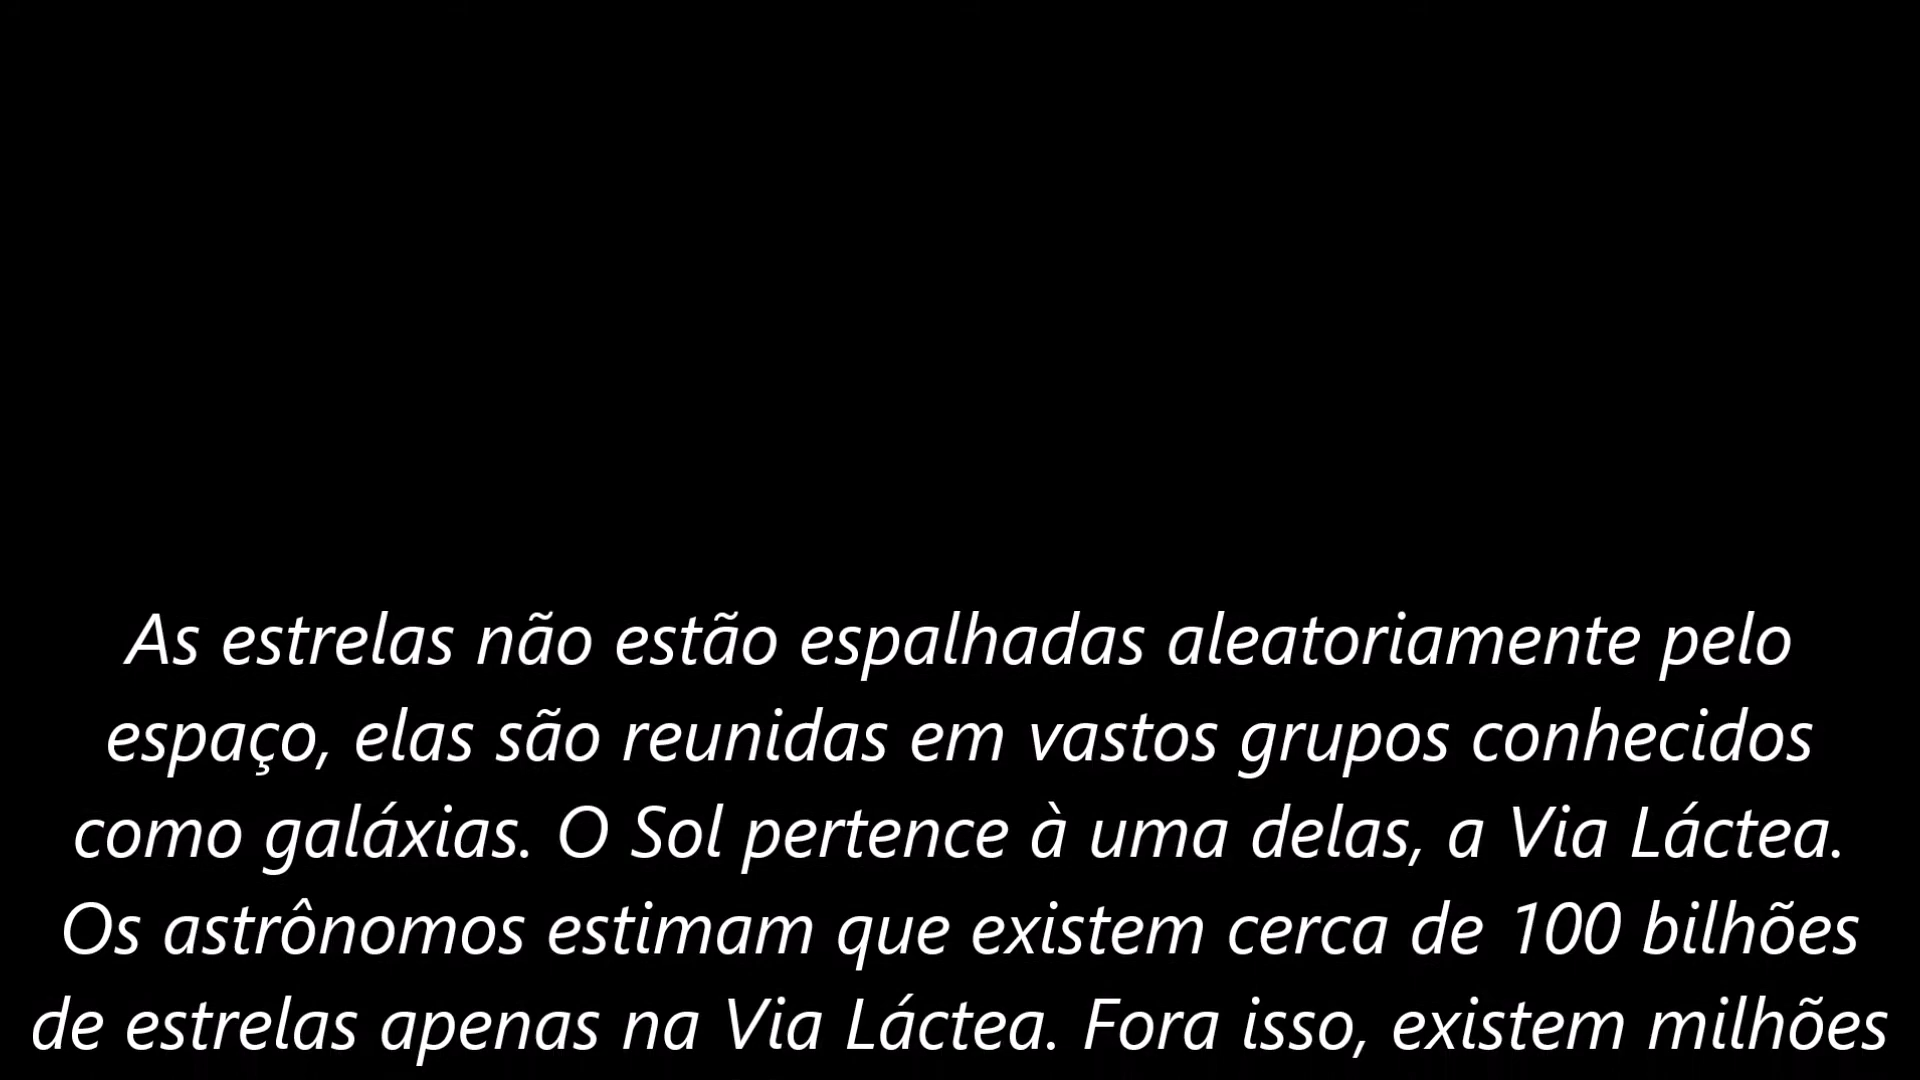 As estrelas não estão espalhadas aleatoriamente pelo
espaço, elas são reunidas em vastos grupos conhecidos
como galáxias. O Sol pertence à uma delas, a Via Láctea.
Os astrônomos estimam que existem cerca de 100 bilhões
de estrelas apenas na Via Láctea. Fora isso, existem milhões